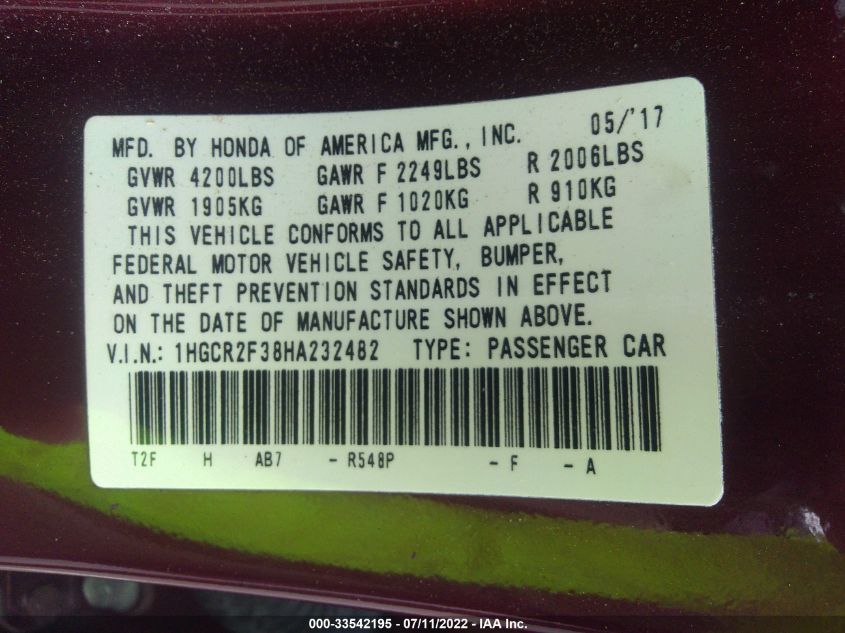 MFD. BY HONDA OF AMERICA MFG., INC. 05/'17
GVWR 4200LBS GAWR F 2249LBS R 2006LBS
GVWR 1905KG GAWR F 1020KG R 910KG
THIS VEHICLE CONFORMS TO ALL APPLICABLE
FEDERAL MOTOR VEHICLE SAFETY, BUMPER,
AND THEFT PREVENTION STANDARDS IN EFFECT
ON THE DATE OF MANUFACTURE SHOWN ABOVE.
V.I.N.: 1HGCR2F38HA232482 TYPE: PASSENGER CAR
T2F H AB7 - R548P - F - A
000-33542195 - 07/11/2022 - IAA Inc.